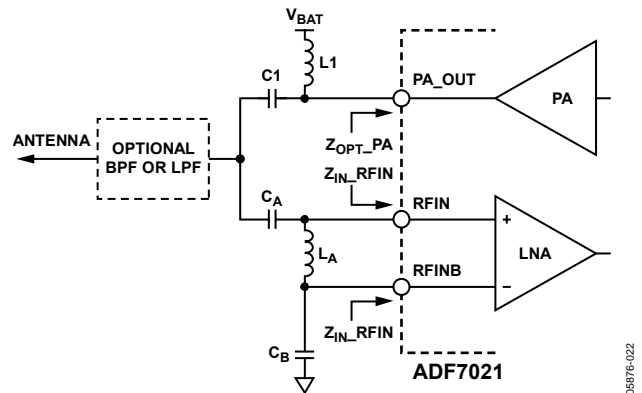 VBAT
L1
C1
PA_OUT
PA
ANTENNA
OPTIONAL
BPF OR LPF
ZOPT_PA
ZIN_RFIN
CA
RFIN
+
LA
LNA
RFINB
–
ZIN_RFIN
CB
ADF7021
05876-022